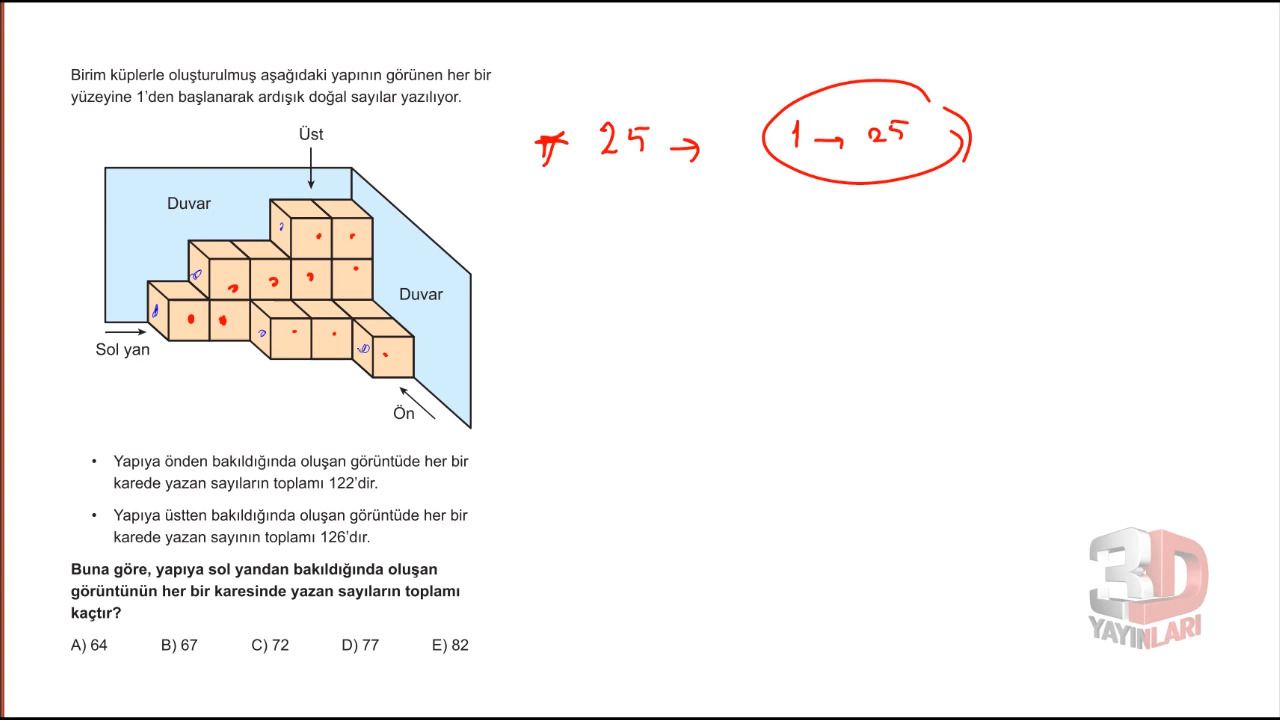 Birim küplerle oluşturulmuş aşağıdaki yapının görünen her bir
yüzeyine 1'den başlanarak ardışık doğal sayılar yazılıyor.
25 → 1 → 25
Üst
Duvar
Duvar
Sol yan
Ön
• Yapıya önden bakıldığında oluşan görüntüde her bir
karede yazan sayıların toplamı 122'dir.
• Yapıya üstten bakıldığında oluşan görüntüde her bir
karede yazan sayının toplamı 126'dır.
Buna göre, yapıya sol yandan bakıldığında oluşan
görüntünün her bir karesinde yazan sayıların toplamı
kaçtır?
A) 64 B) 67 C) 72 D) 77 E) 82
3D
YAYINLARI